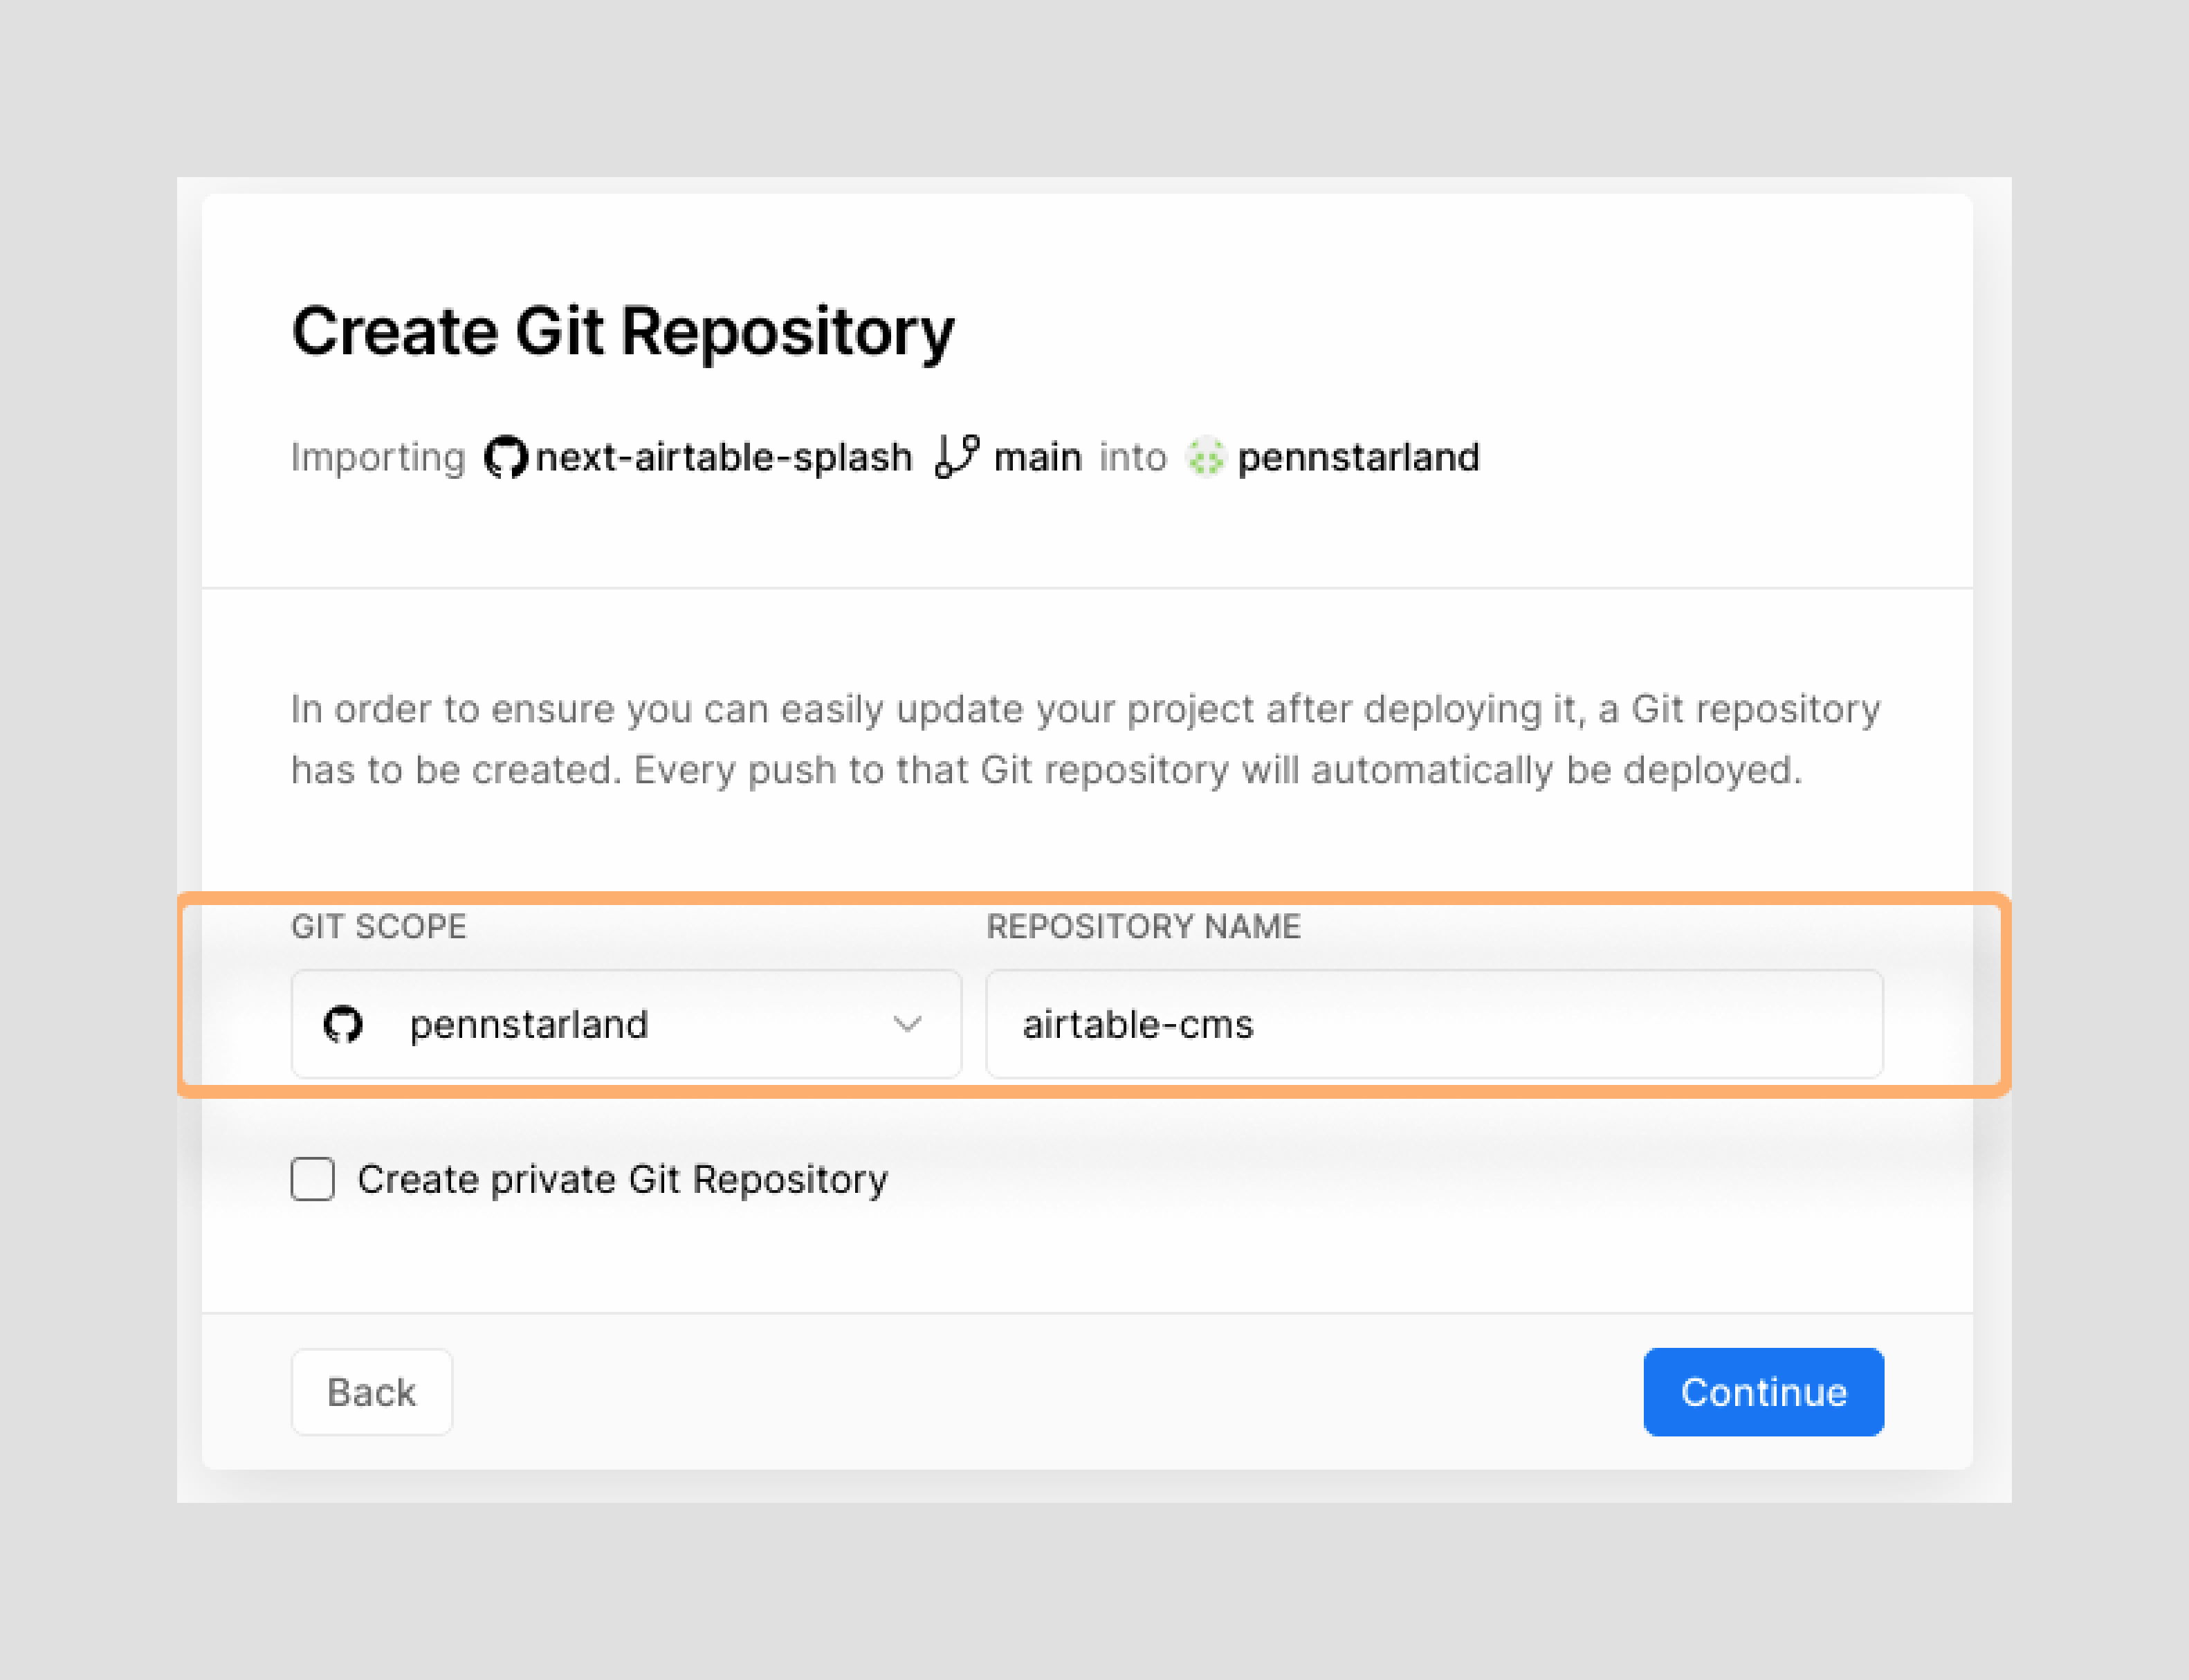 Create Git Repository
Importing next-airtable-splash main into pennstarland
In order to ensure you can easily update your project after deploying it, a Git repository
has to be created. Every push to that Git repository will automatically be deployed.
GIT SCOPE REPOSITORY NAME
pennstarland airtable-cms
Create private Git Repository
Back Continue